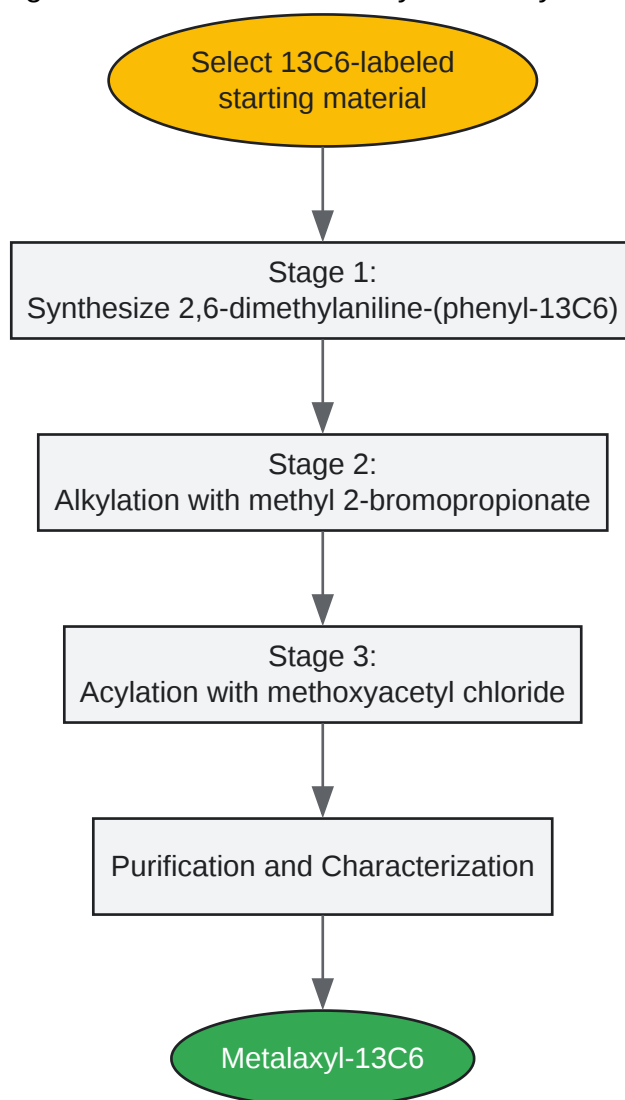 Select 13C6-labeled
starting material
Stage 1:
Synthesize 2,6-dimethylaniline-(phenyl-13C6)
Stage 2:
Alkylation with methyl 2-bromopropionate
Stage 3:
Acylation with methoxyacetyl chloride
Purification and Characterization
Metalaxyl-13C6